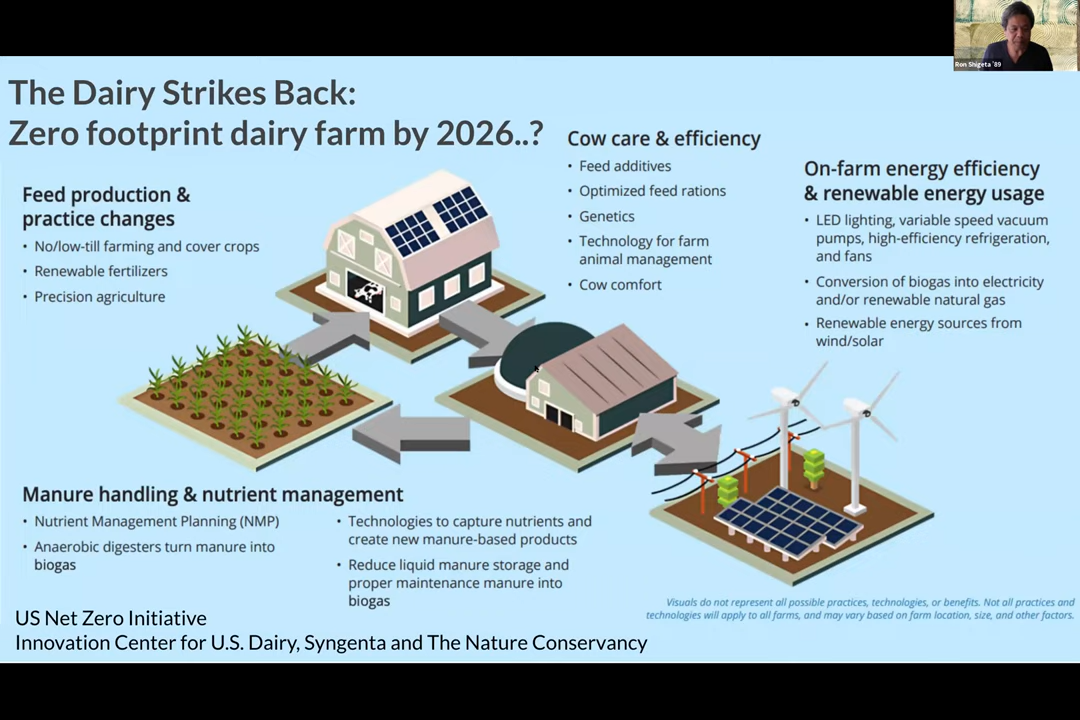 Ron Shigeta '89
The Dairy Strikes Back:
Zero footprint dairy farm by 2026..?
Feed production &
practice changes
• No/low-till farming and cover crops
• Renewable fertilizers
• Precision agriculture
Cow care & efficiency
• Feed additives
• Optimized feed rations
• Genetics
• Technology for farm
animal management
• Cow comfort
On-farm energy efficiency
& renewable energy usage
• LED lighting, variable speed vacuum
pumps, high-efficiency refrigeration,
and fans
• Conversion of biogas into electricity
and/or renewable natural gas
• Renewable energy sources from
wind/solar
Manure handling & nutrient management
• Nutrient Management Planning (NMP)
• Anaerobic digesters turn manure into
biogas
• Technologies to capture nutrients and
create new manure-based products
• Reduce liquid manure storage and
proper maintenance manure into
biogas
Visuals do not represent all possible practices, technologies, or benefits. Not all practices and
technologies will apply to all farms, and may vary based on farm location, size, and other factors.
US Net Zero Initiative
Innovation Center for U.S. Dairy, Syngenta and The Nature Conservancy